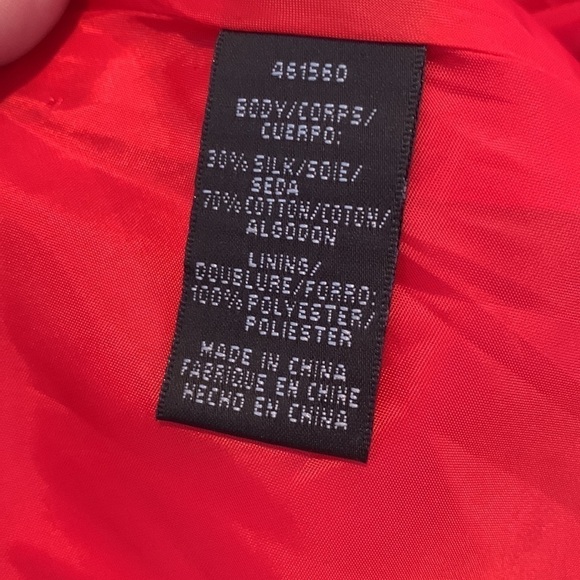 461560
BODY/CORPS/
CUERPO:
30% SILK/SOIE/
SEDA
70% COTTON/COTON/
ALGODON
LINING/
DOUBLURE/FORRO:
100% POLYESTER/
POLIESTER
MADE IN CHINA
FABRIQUE EN CHINE
HECHO EN CHINA